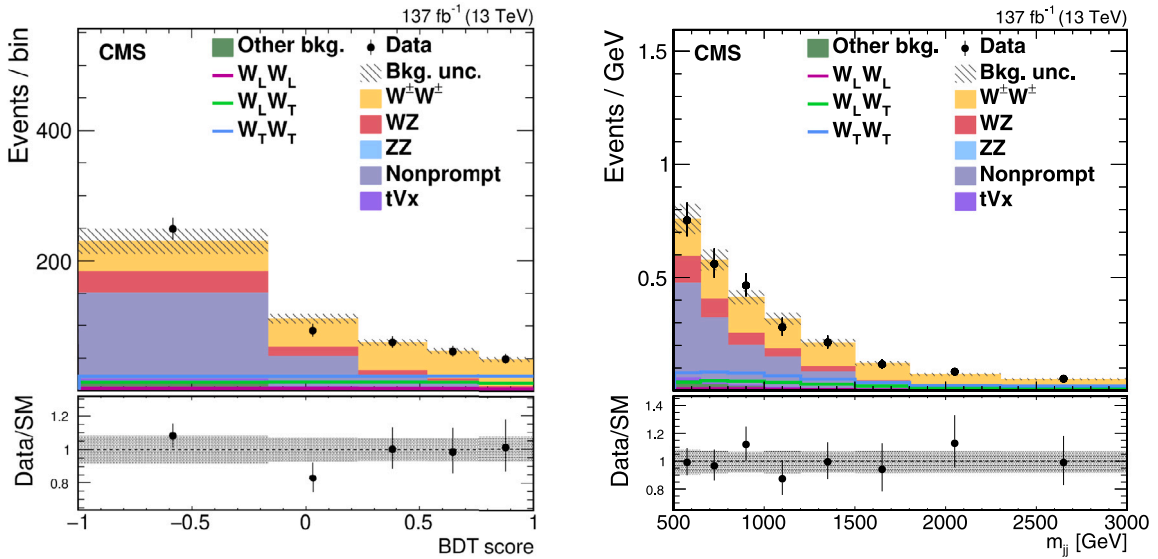 137 fb⁻¹ (13 TeV)
CMS
Other bkg.
W_L W_L
W_L W_T
W_T W_T
Data
Bkg. unc.
W^±W^±
WZ
ZZ
Nonprompt
tVx
Events / bin
400
200
Data/SM
1.2
1
0.8
−1
−0.5
0
0.5
1
BDT score
137 fb⁻¹ (13 TeV)
CMS
Other bkg.
W_L W_L
W_L W_T
W_T W_T
Data
Bkg. unc.
W^±W^±
WZ
ZZ
Nonprompt
tVx
Events / GeV
1.5
1
0.5
Data/SM
1.4
1.2
1
0.8
500
1000
1500
2000
2500
3000
m_jj [GeV]